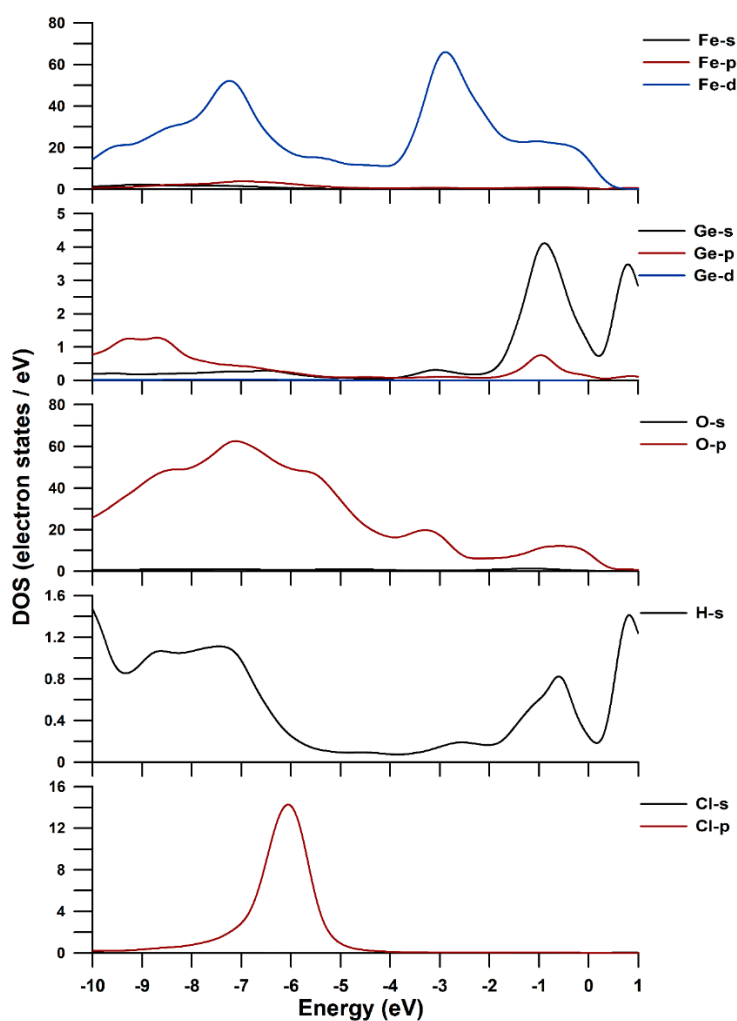 80
60
40
20
0
Fe-s
Fe-p
Fe-d
5
4
3
2
1
0
Ge-s
Ge-p
Ge-d
80
60
40
20
0
O-s
O-p
1.6
1.2
0.8
0.4
0
H-s
16
12
8
4
0
Cl-s
Cl-p
DOS (electron states / eV)
-10 -9 -8 -7 -6 -5 -4 -3 -2 -1 0 1
Energy (eV)